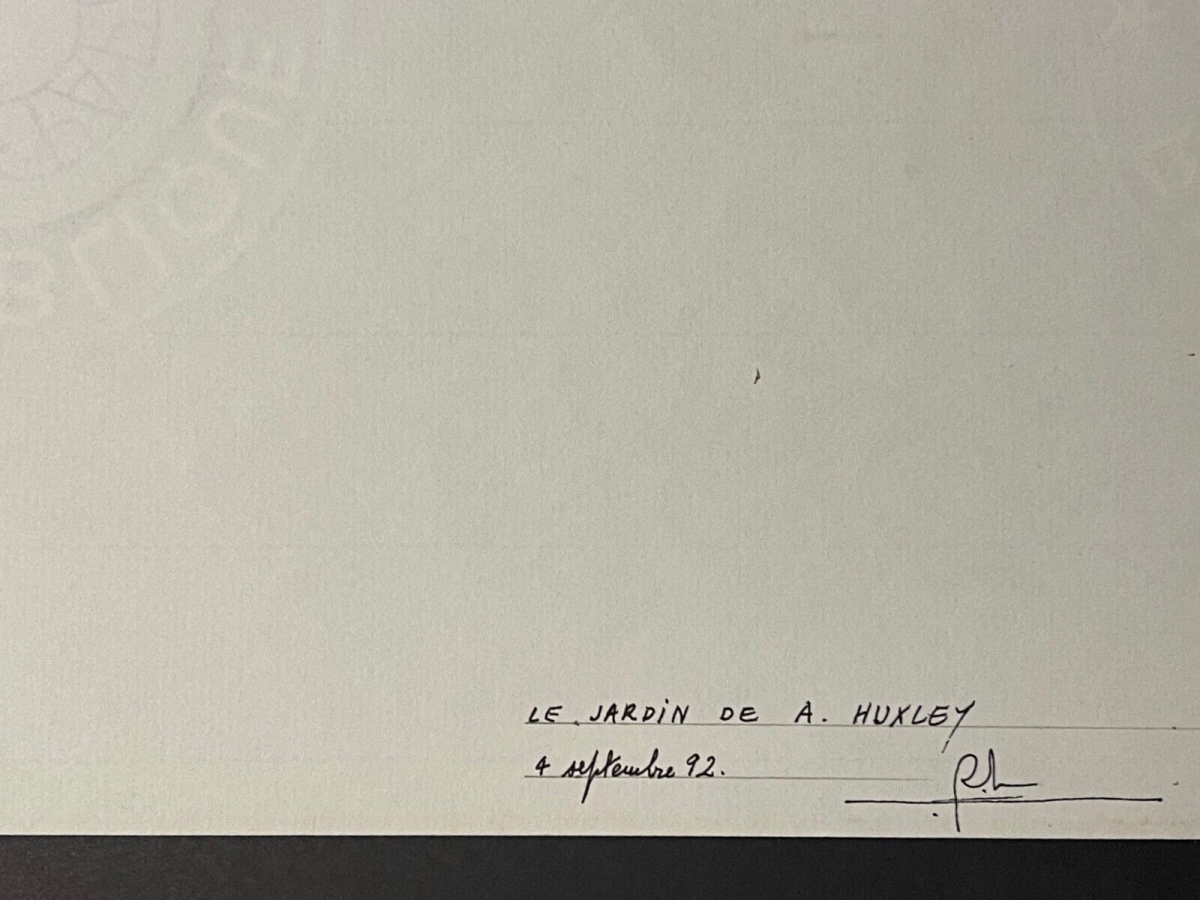 LE JARDIN DE A. HUXLEY
4 septembre 92.